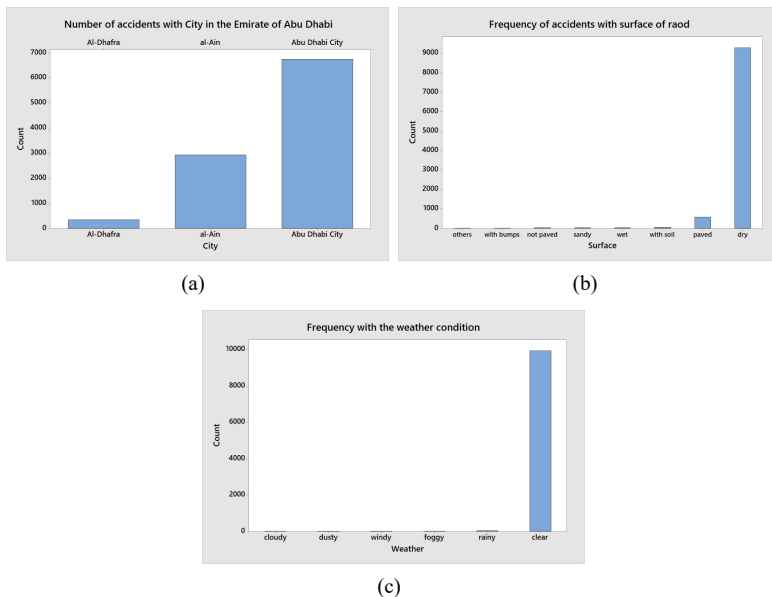 Number of accidents with City in the Emirate of Abu Dhabi
Al-Dhafra al-Ain Abu Dhabi City
7000
6000
5000
4000
3000
2000
1000
0
Count
Al-Dhafra al-Ain Abu Dhabi City
City
(a)
Frequency of accidents with surface of raod
9000
8000
7000
6000
5000
4000
3000
2000
1000
0
Count
others with bumps not paved sandy wet with soil paved dry
Surface
(b)
Frequency with the weather condition
10000
8000
6000
4000
2000
0
Count
cloudy dusty windy foggy rainy clear
Weather
(c)